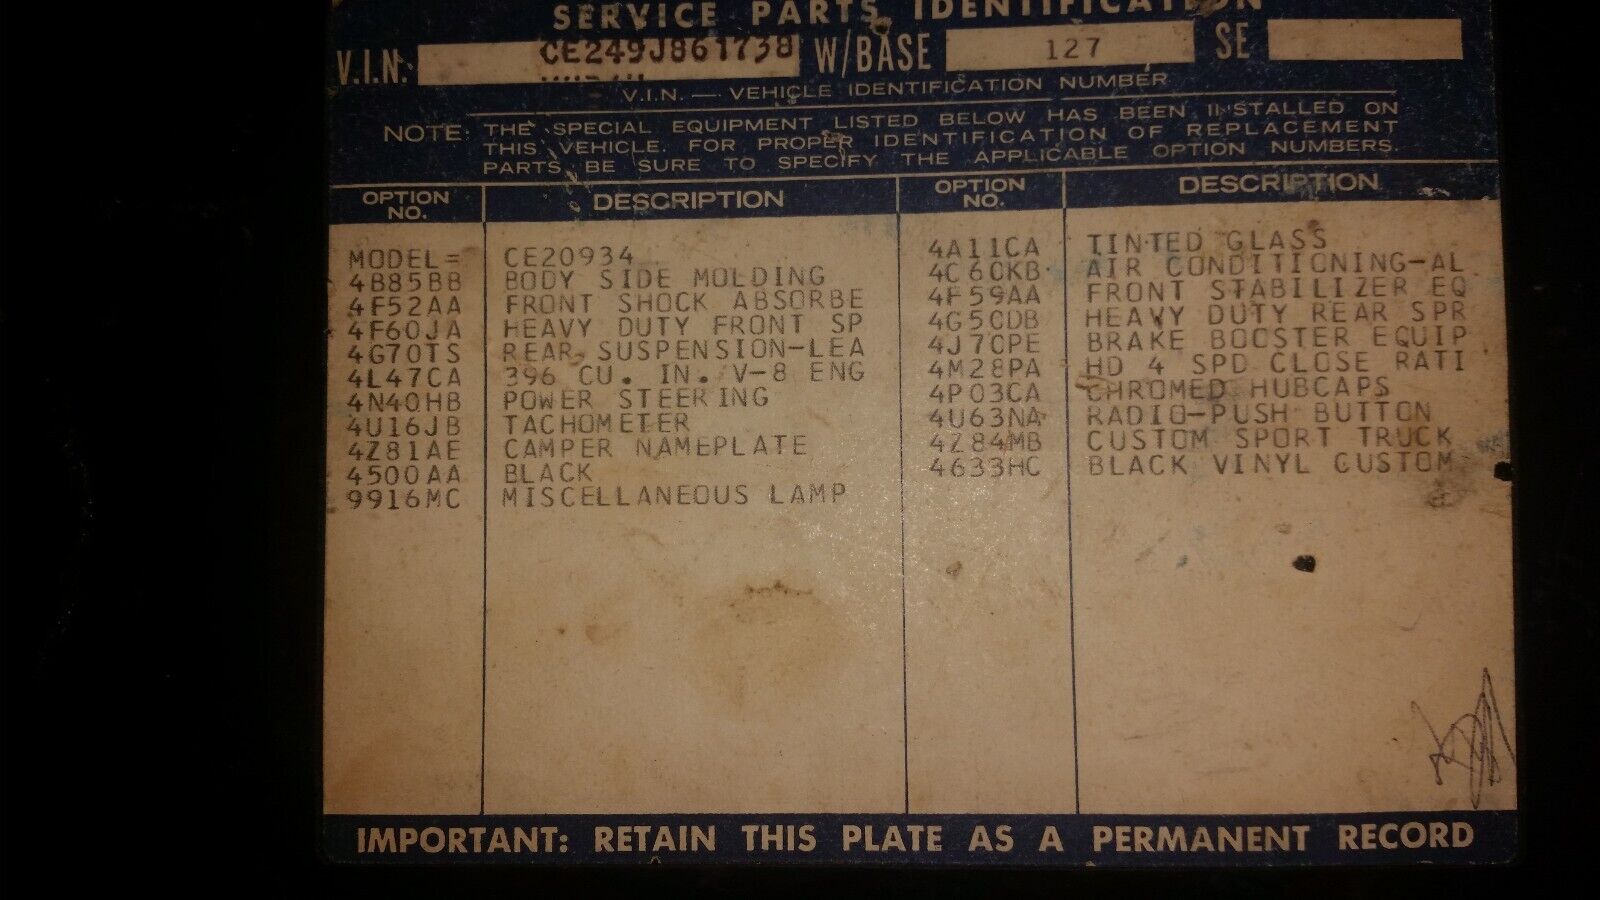 SERVICE PARTS IDENTIFICATION
V.I.N. CE249J861738 W/BASE 127 SE
V.I.N. — VEHICLE IDENTIFICATION NUMBER
NOTE: THE SPECIAL EQUIPMENT LISTED BELOW HAS BEEN INSTALLED ON
THIS VEHICLE. FOR PROPER IDENTIFICATION OF REPLACEMENT
PARTS, BE SURE TO SPECIFY THE APPLICABLE OPTION NUMBERS.
OPTION NO. DESCRIPTION OPTION NO. DESCRIPTION
MODEL= CE20934
4B85BB BODY SIDE MOLDING
4F52AA FRONT SHOCK ABSORBE
4F60JA HEAVY DUTY FRONT SP
4G70TS REAR SUSPENSION-LEA
4L47CA 396 CU. IN. V-8 ENG
4N40HB POWER STEERING
4U16JB TACHOMETER
4Z81AE CAMPER NAMEPLATE
4500AA BLACK
9916MC MISCELLANEOUS LAMP
4A11CA TINTED GLASS
4C60KB AIR CONDITIONING-AL
4F59AA FRONT STABILIZER EQ
4G50DB HEAVY DUTY REAR SPR
4J70PE BRAKE BOOSTER EQUIP
4M28PA HD 4 SPD CLOSE RATI
4P03CA CHROMED HUBCAPS
4U63NA RADIO-PUSH BUTTON
4Z84MB CUSTOM SPORT TRUCK
4633HC BLACK VINYL CUSTOM
IMPORTANT: RETAIN THIS PLATE AS A PERMANENT RECORD